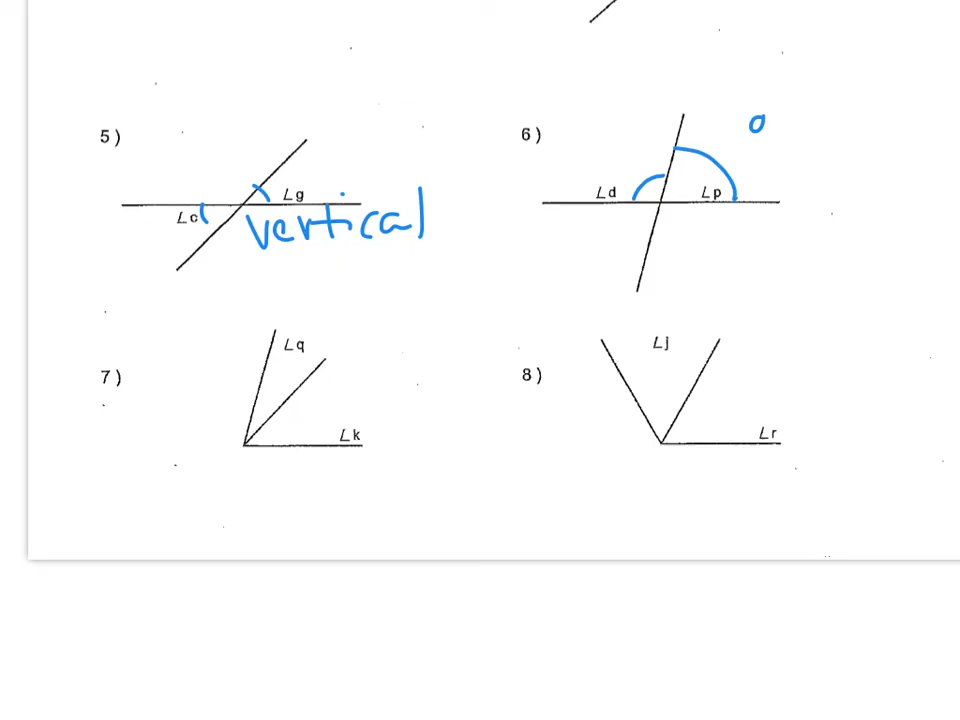 5)
6)
o
∠g
∠c
vertical
∠d
∠p
7)
∠q
∠k
8)
∠j
∠r